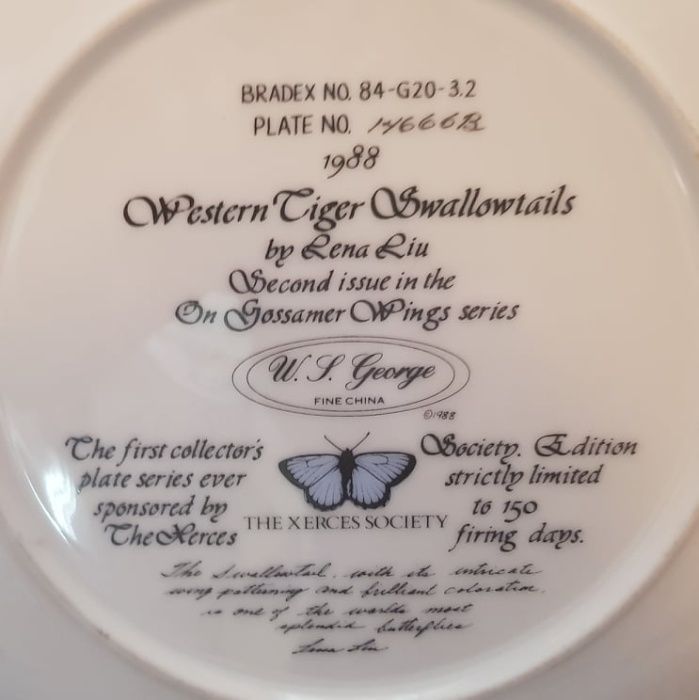 BRADEX NO. 84-G20-3.2
PLATE NO. 14666B
1988
Western Tiger Swallowtails
by Lena Liu
Second issue in the
On Gossamer Wings series
W. S. George
FINE CHINA
©1988
The first collector's
plate series ever
sponsored by
The Xerces
THE XERCES SOCIETY
Society. Edition
strictly limited
to 150
firing days.
The Swallowtail, with its intricate
wing patterning and brilliant coloration,
is one of the worlds most
splendid butterflies
Lena Liu